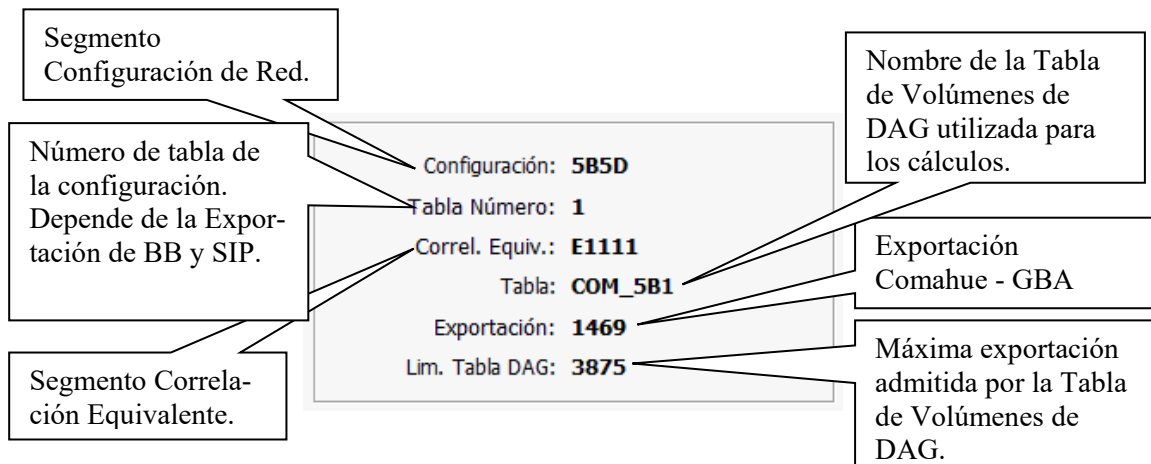 Segmento
Configuración de Red.
Número de tabla de
la configuración.
Depende de la Expor-
tación de BB y SIP.
Segmento Correla-
ción Equivalente.
Configuración: 5B5D
Tabla Número: 1
Correl. Equiv.: E1111
Tabla: COM_5B1
Exportación: 1469
Lim. Tabla DAG: 3875
Nombre de la Tabla
de Volúmenes de
DAG utilizada para
los cálculos.
Exportación
Comahue - GBA
Máxima exportación
admitida por la Tabla
de Volúmenes de
DAG.